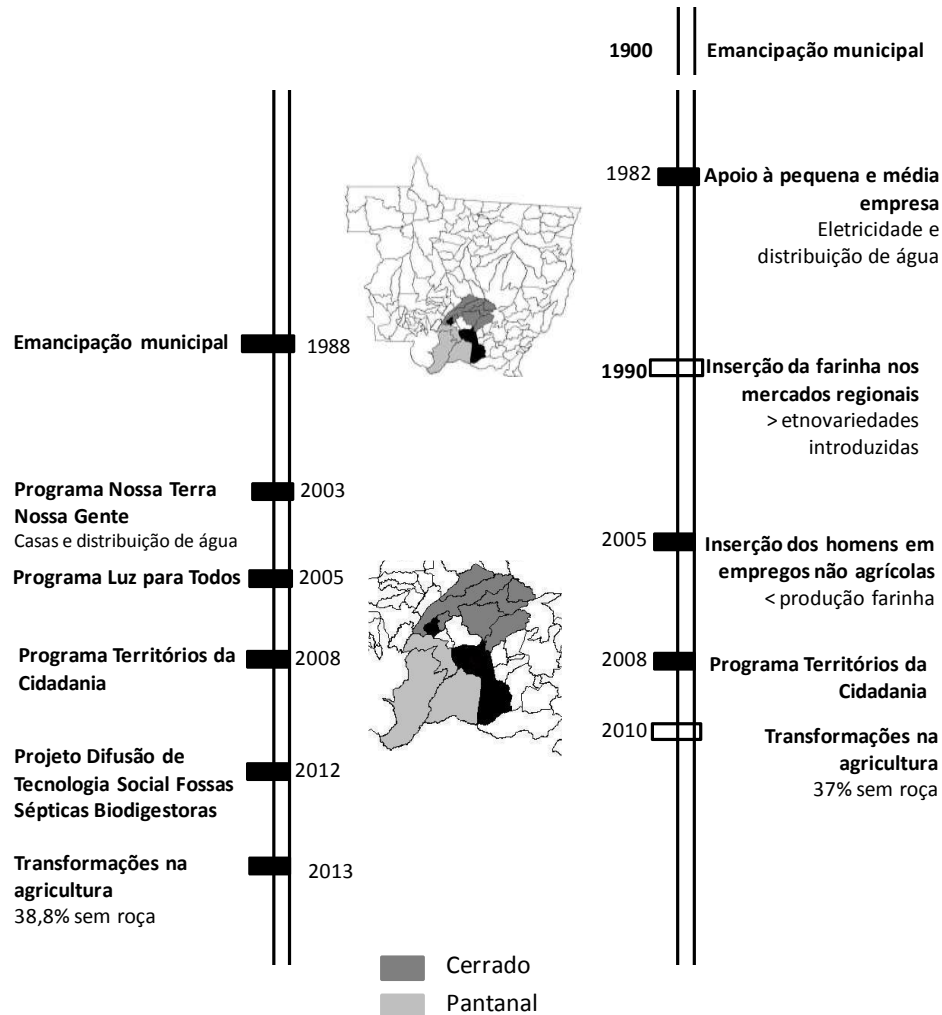 1900 Emancipação municipal
1982 Apoio à pequena e média
empresa
Eletricidade e
distribuição de água
Emancipação municipal 1988
1990 Inserção da farinha nos
mercados regionais
> etnovariedades
introduzidas
Programa Nossa Terra 2003
Nossa Gente
Casas e distribuição de água
2005 Inserção dos homens em
empregos não agrícolas
< produção farinha
Programa Luz para Todos 2005
Programa Territórios da
Cidadania 2008
2008 Programa Territórios da
Cidadania
2010 Transformações na
agricultura
37% sem roça
Projeto Difusão de
Tecnologia Social Fossas 2012
Sépticas Biodigestoras
Transformações na 2013
agricultura
38,8% sem roça
Cerrado
Pantanal